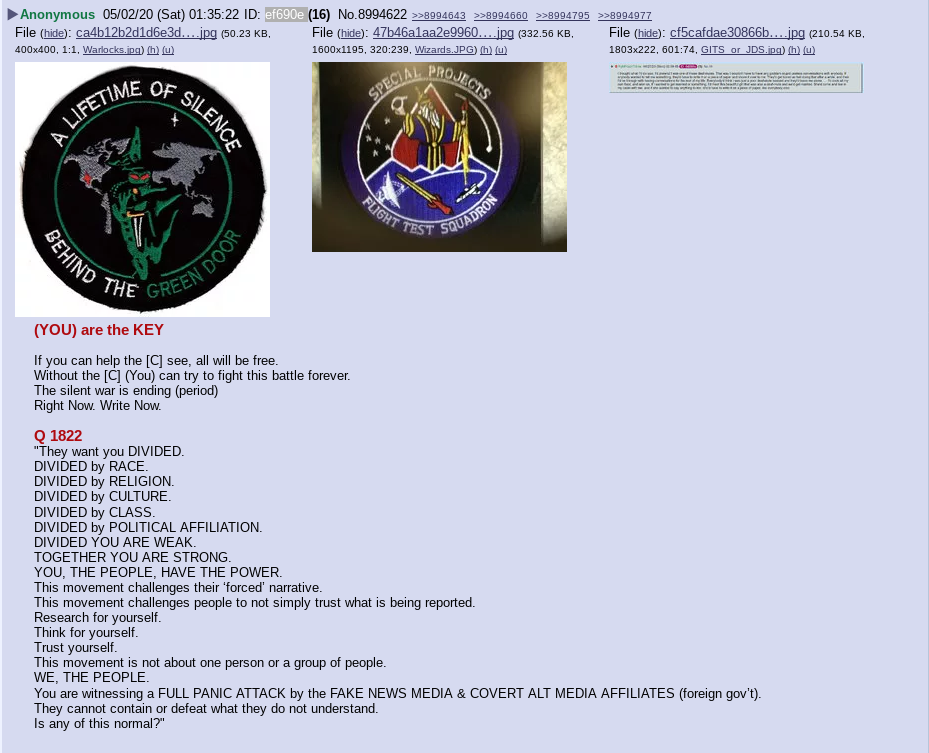 ▶Anonymous 05/02/20 (Sat) 01:35:22 ID: ef690e (16) No.8994622 >>8994643 >>8994660 >>8994795 >>8994977
File (hide): ca4b12b2d1d6e3d….jpg (50.23 KB, 400x400, 1:1, Warlocks.jpg) (h) (u)
File (hide): 47b46a1aa2e9960….jpg (332.56 KB, 1600x1195, 320:239, Wizards.JPG) (h) (u)
File (hide): cf5cafdae30866b….jpg (210.54 KB, 1803x222, 601:74, GITS_or_JDS.jpg) (h) (u)
A LIFETIME OF SILENCE
BEHIND THE GREEN DOOR
SPECIAL PROJECTS
FLIGHT TEST SQUADRON
(YOU) are the KEY
If you can help the [C] see, all will be free.
Without the [C] (You) can try to fight this battle forever.
The silent war is ending (period)
Right Now. Write Now.
Q 1822
"They want you DIVIDED.
DIVIDED by RACE.
DIVIDED by RELIGION.
DIVIDED by CULTURE.
DIVIDED by CLASS.
DIVIDED by POLITICAL AFFILIATION.
DIVIDED YOU ARE WEAK.
TOGETHER YOU ARE STRONG.
YOU, THE PEOPLE, HAVE THE POWER.
This movement challenges their ‘forced’ narrative.
This movement challenges people to not simply trust what is being reported.
Research for yourself.
Think for yourself.
Trust yourself.
This movement is not about one person or a group of people.
WE, THE PEOPLE.
You are witnessing a FULL PANIC ATTACK by the FAKE NEWS MEDIA & COVERT ALT MEDIA AFFILIATES (foreign gov’t).
They cannot contain or defeat what they do not understand.
Is any of this normal?"